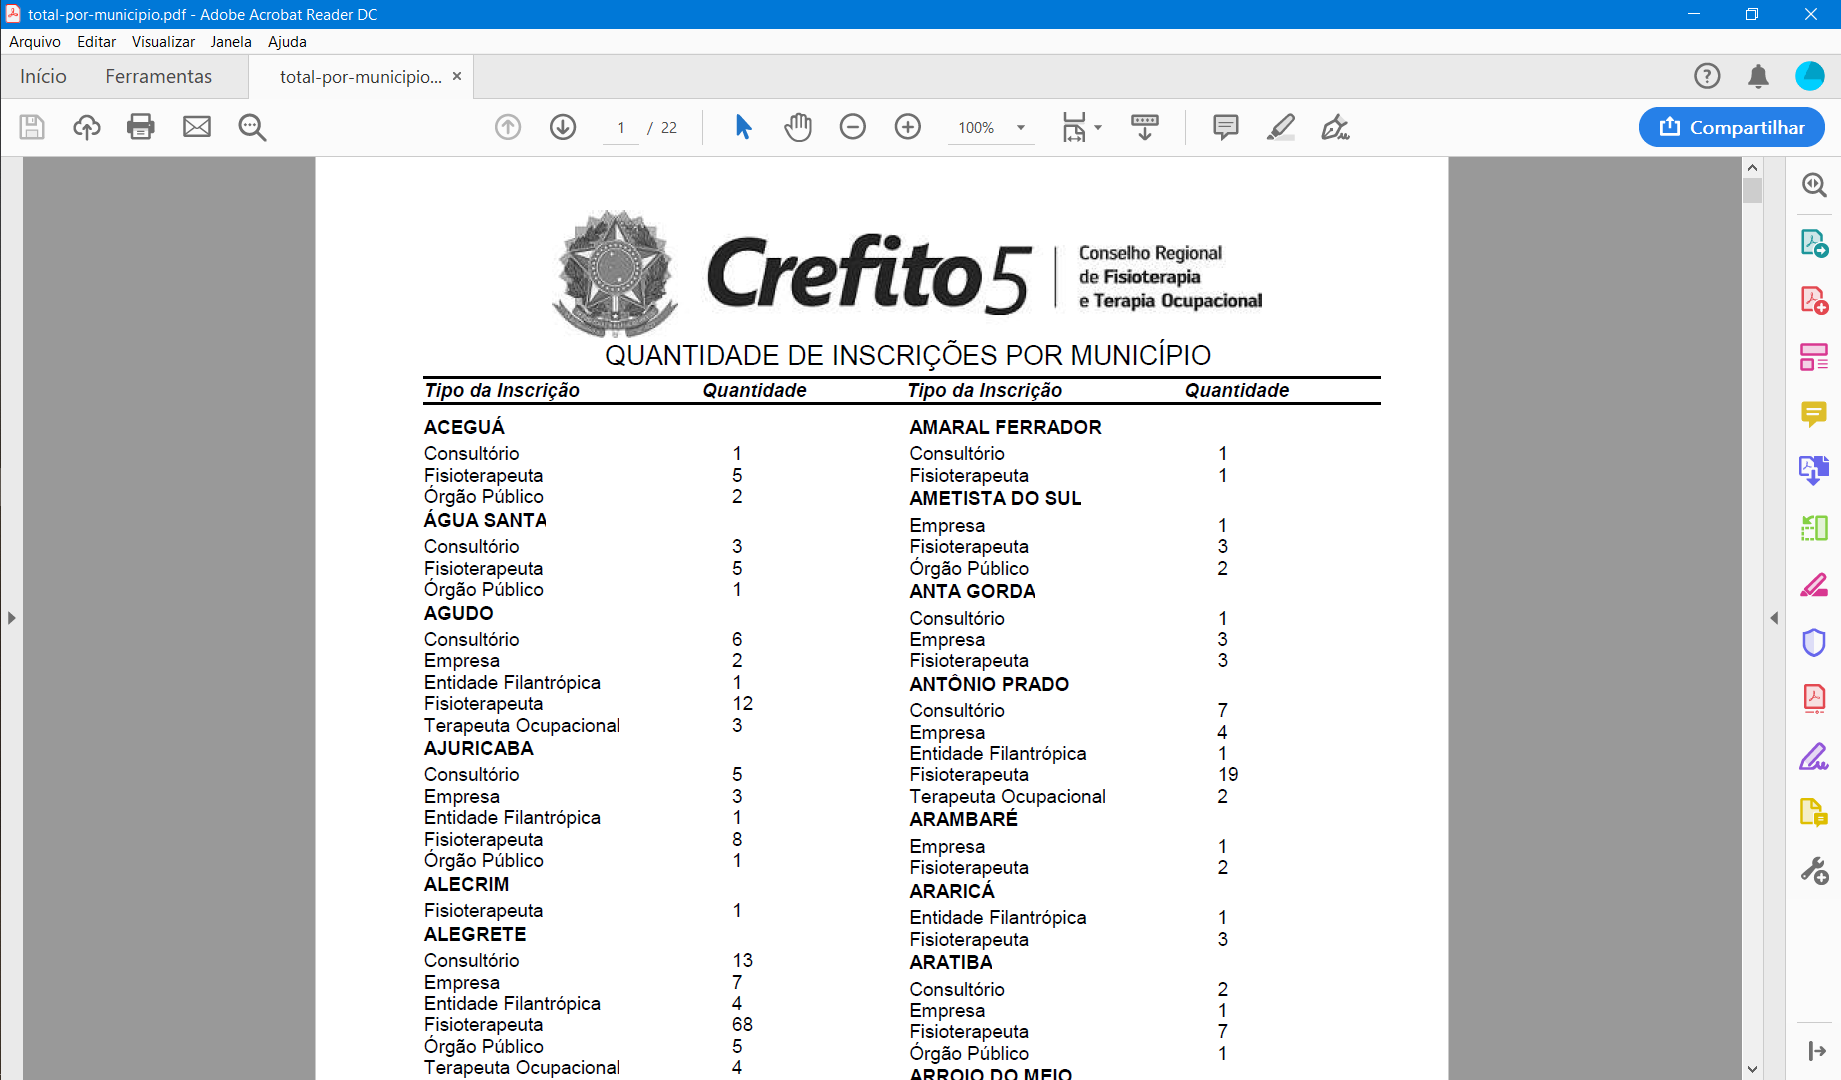 total-por-municipio.pdf - Adobe Acrobat Reader DC
Arquivo Editar Visualizar Janela Ajuda
Início Ferramentas total-por-municipio... ×
1 / 22 100% Compartilhar
Crefito5
Conselho Regional
de Fisioterapia
e Terapia Ocupacional
QUANTIDADE DE INSCRIÇÕES POR MUNICÍPIO
Tipo da Inscrição Quantidade Tipo da Inscrição Quantidade
ACEGUÁ
Consultório 1
Fisioterapeuta 5
Órgão Público 2
ÁGUA SANTA
Consultório 3
Fisioterapeuta 5
Órgão Público 1
AGUDO
Consultório 6
Empresa 2
Entidade Filantrópica 1
Fisioterapeuta 12
Terapeuta Ocupacional 3
AJURICABA
Consultório 5
Empresa 3
Entidade Filantrópica 1
Fisioterapeuta 8
Órgão Público 1
ALECRIM
Fisioterapeuta 1
ALEGRETE
Consultório 13
Empresa 7
Entidade Filantrópica 4
Fisioterapeuta 68
Órgão Público 5
Terapeuta Ocupacional 4
AMARAL FERRADOR
Consultório 1
Fisioterapeuta 1
AMETISTA DO SUL
Empresa 1
Fisioterapeuta 3
Órgão Público 2
ANTA GORDA
Consultório 1
Empresa 3
Fisioterapeuta 3
ANTÔNIO PRADO
Consultório 7
Empresa 4
Entidade Filantrópica 1
Fisioterapeuta 19
Terapeuta Ocupacional 2
ARAMBARÉ
Empresa 1
Fisioterapeuta 2
ARARICÁ
Entidade Filantrópica 1
Fisioterapeuta 3
ARATIBA
Consultório 2
Empresa 1
Fisioterapeuta 7
Órgão Público 1
ARROIO DO MEIO